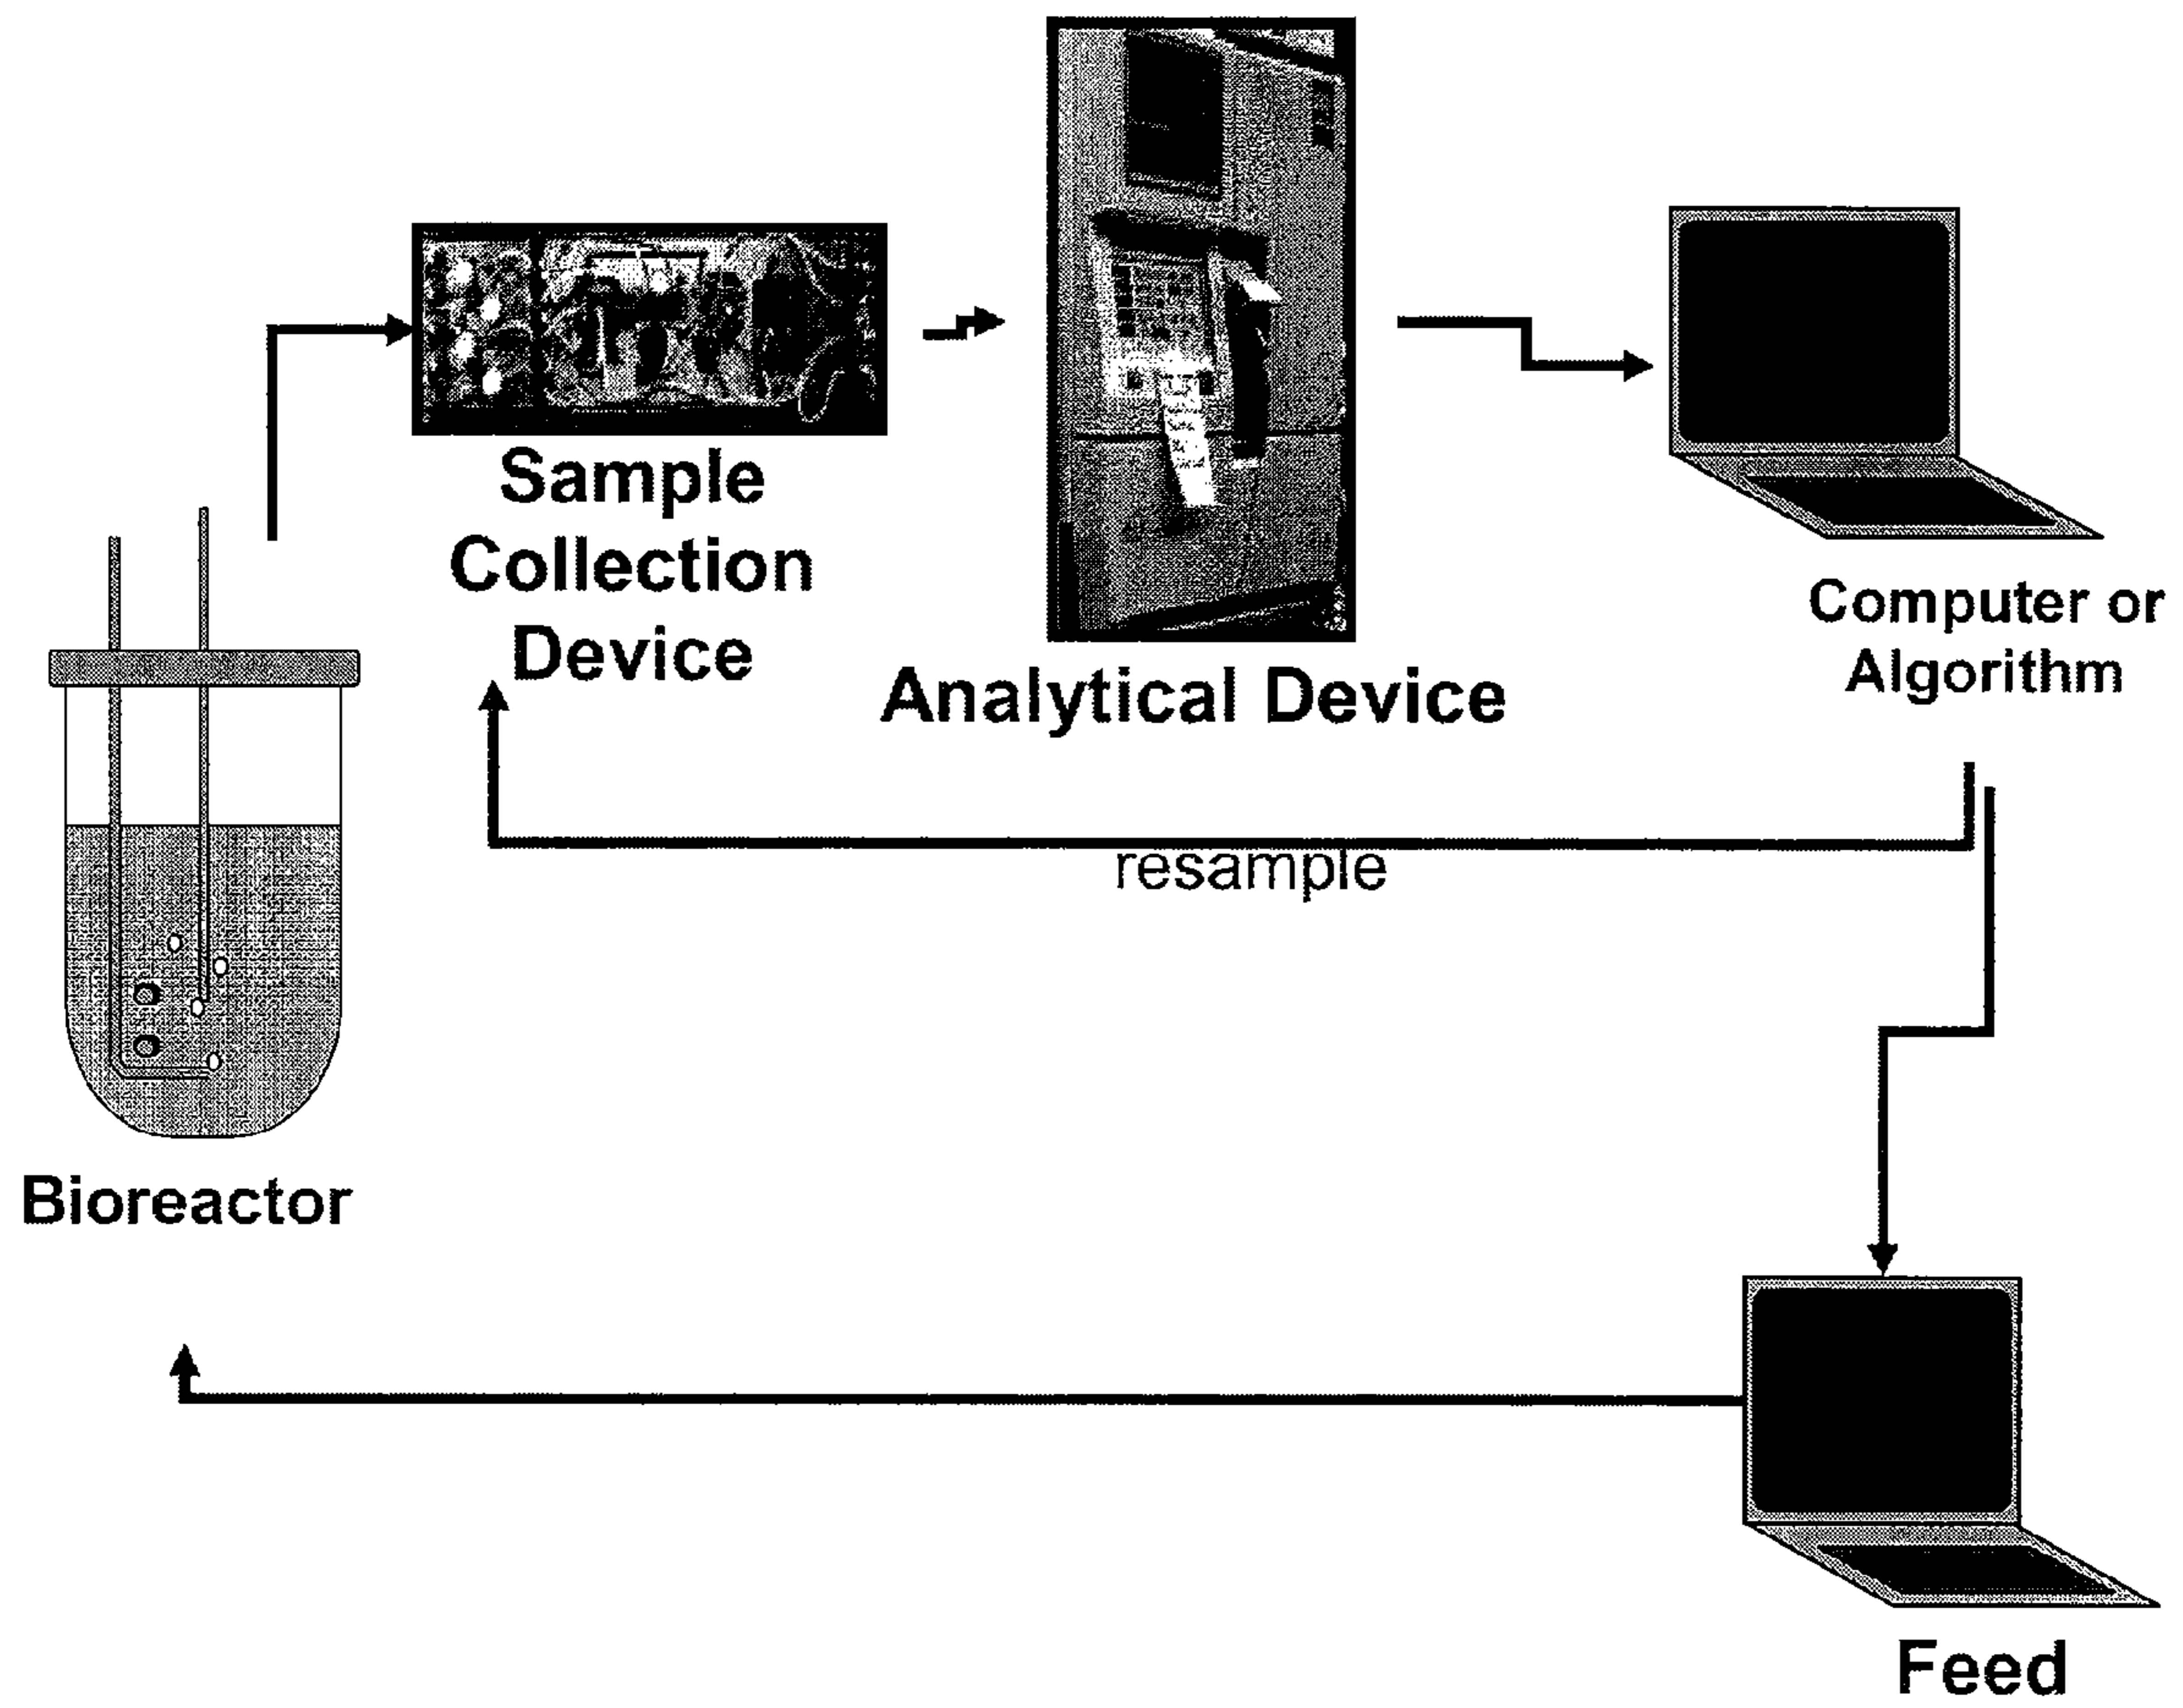 Sample
Collection
Device
Analytical Device
Computer or
Algorithm
resample
Bioreactor
Feed